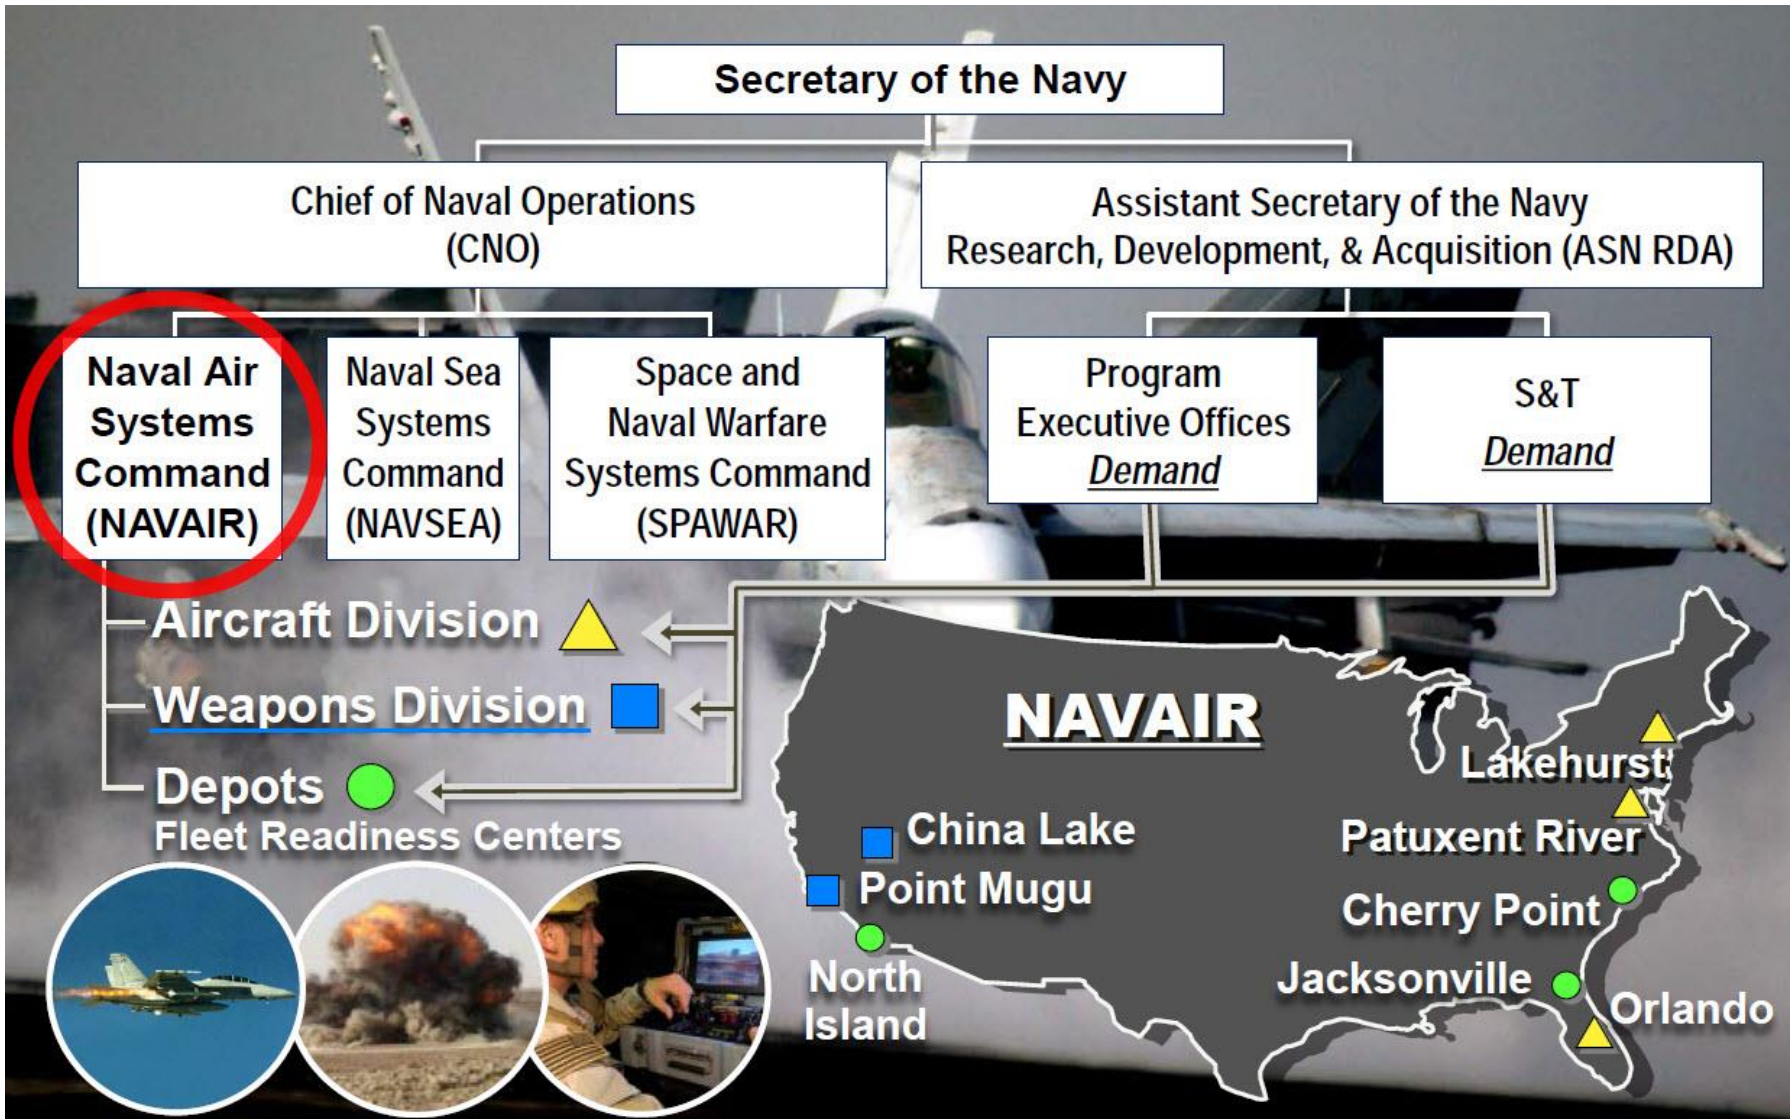 Secretary of the Navy
Chief of Naval Operations
(CNO)
Assistant Secretary of the Navy
Research, Development, & Acquisition (ASN RDA)
Naval Air
Systems
Command
(NAVAIR)
Naval Sea
Systems
Command
(NAVSEA)
Space and
Naval Warfare
Systems Command
(SPAWAR)
Program
Executive Offices
Demand
S&T
Demand
Aircraft Division
Weapons Division
Depots
Fleet Readiness Centers
NAVAIR
Lakehurst
Patuxent River
China Lake
Point Mugu
Cherry Point
North
Island
Jacksonville
Orlando